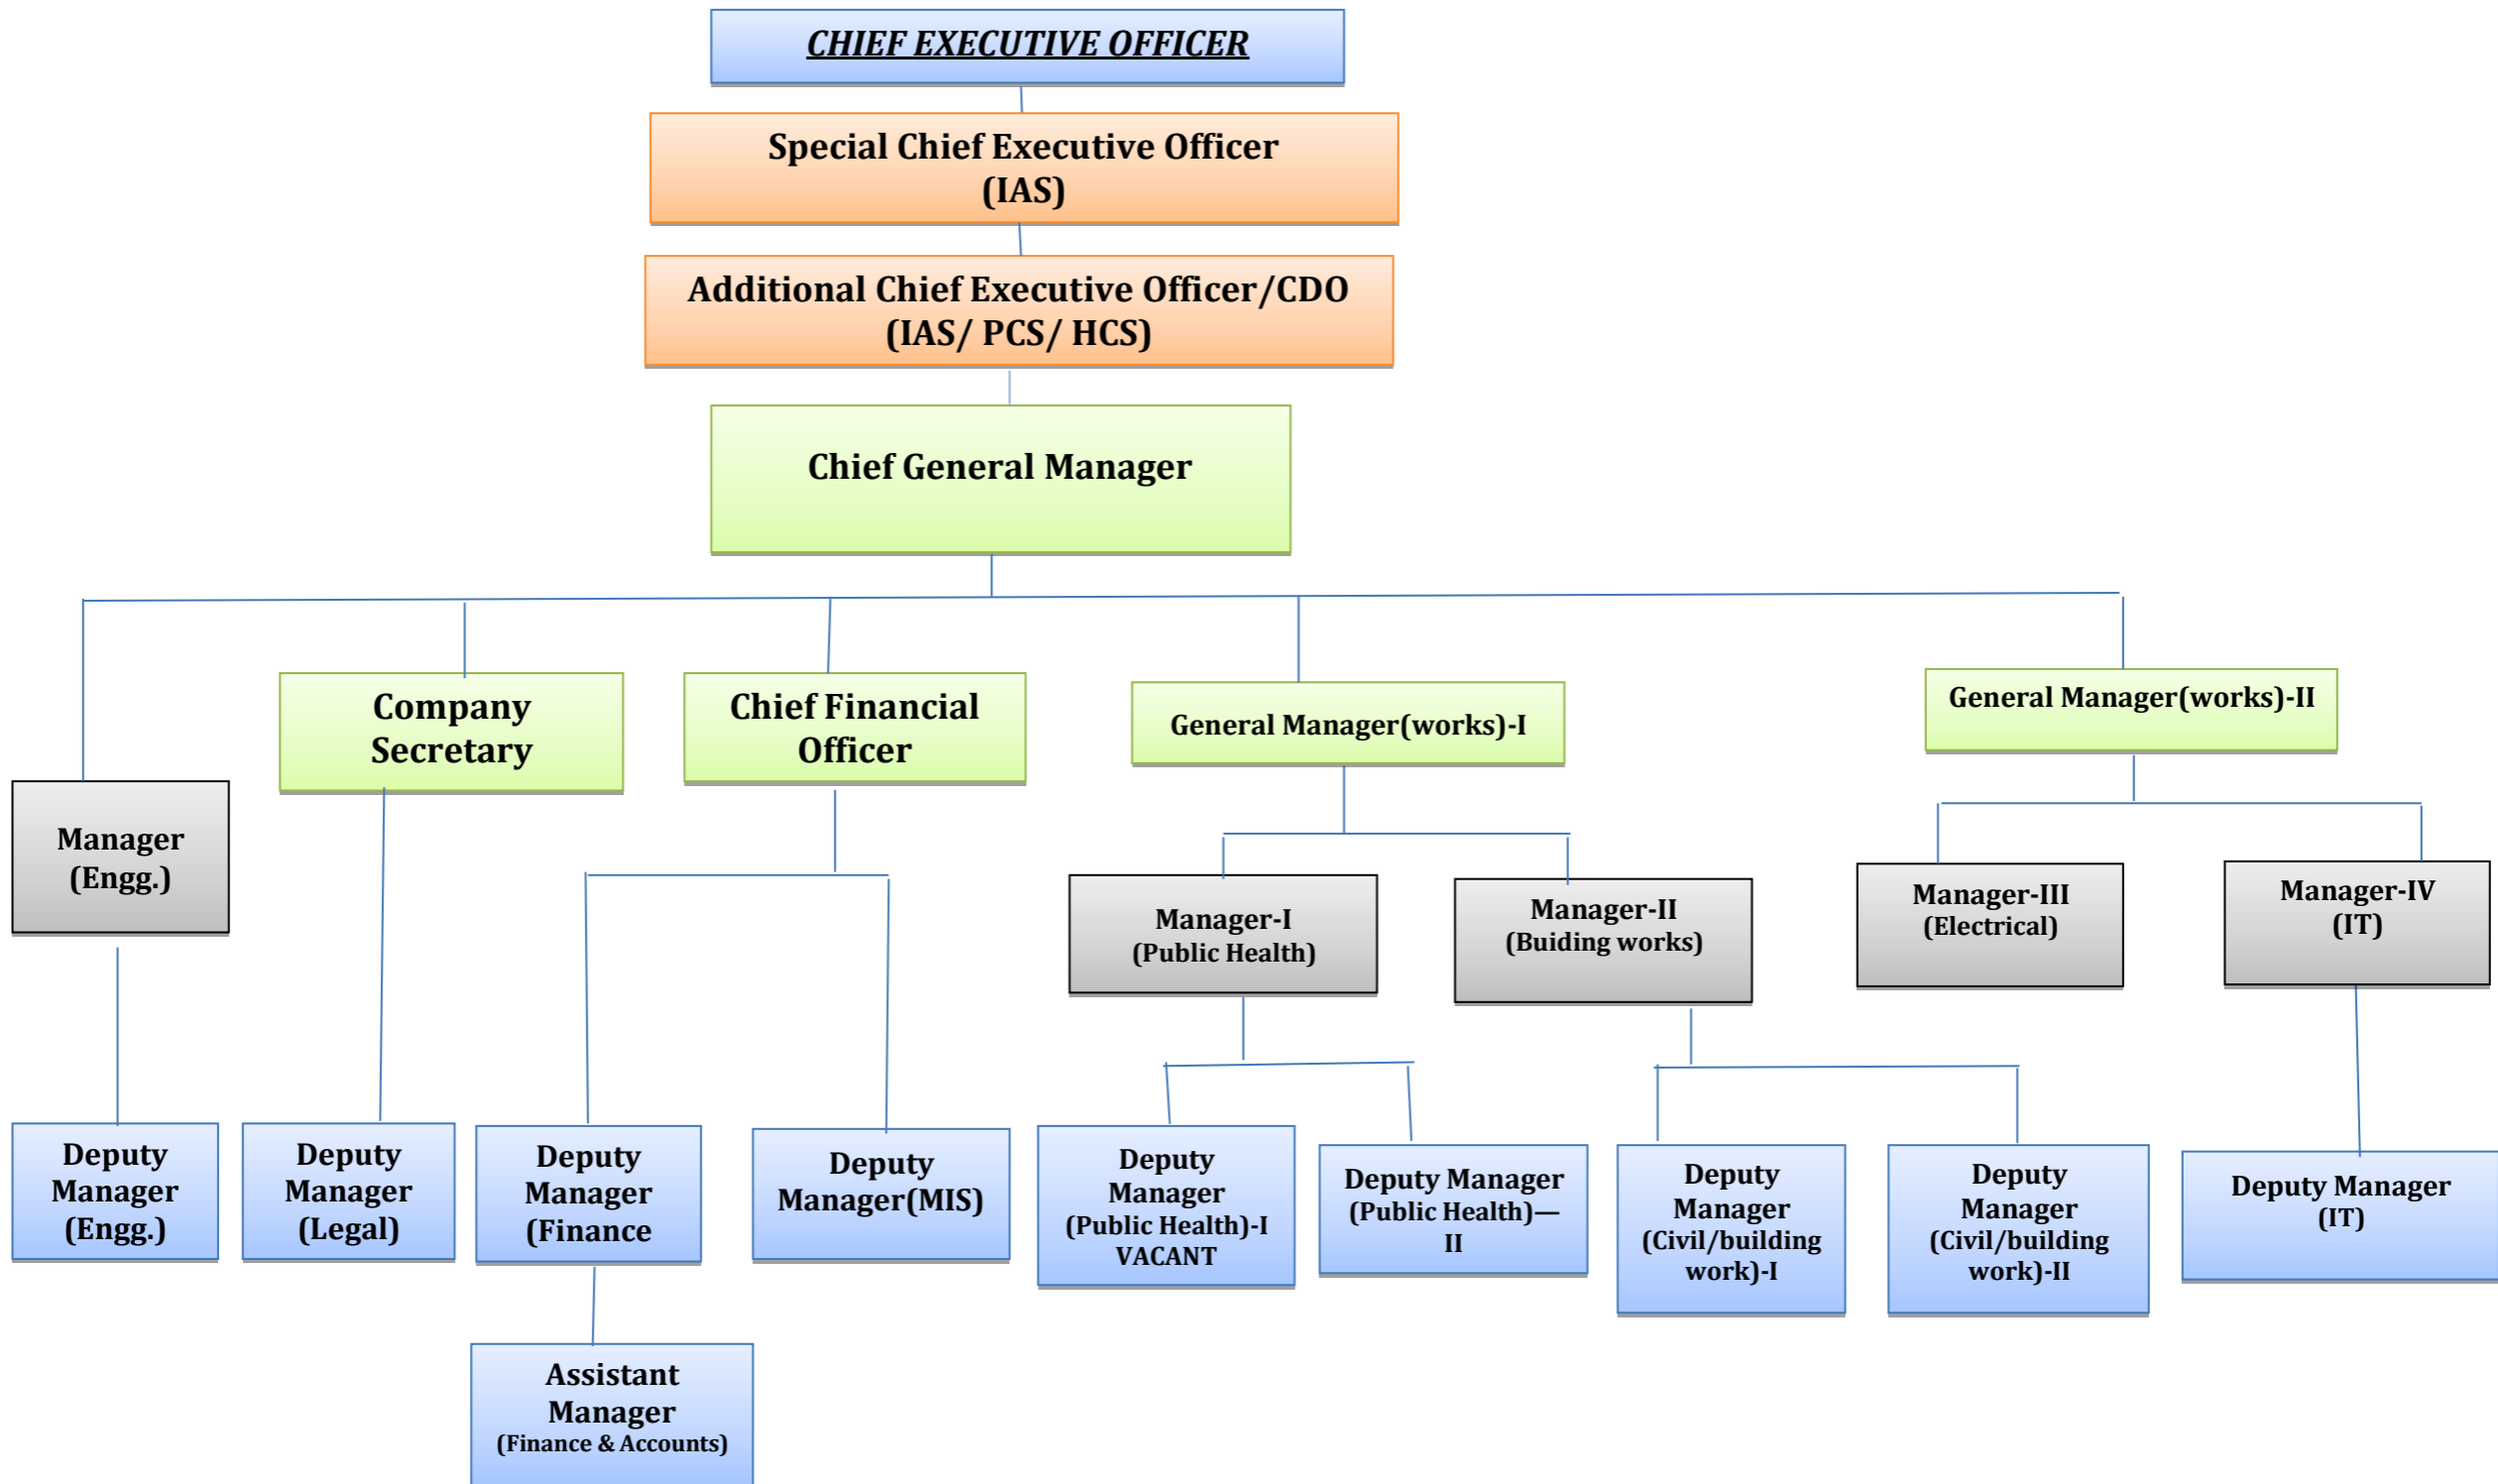 CHIEF EXECUTIVE OFFICER
Special Chief Executive Officer
(IAS)
Additional Chief Executive Officer/CDO
(IAS/ PCS/ HCS)
Chief General Manager
Company
Secretary
Chief Financial
Officer
General Manager(works)-I
General Manager(works)-II
Manager
(Engg.)
Manager-I
(Public Health)
Manager-II
(Buiding works)
Manager-III
(Electrical)
Manager-IV
(IT)
Deputy
Manager
(Engg.)
Deputy
Manager
(Legal)
Deputy
Manager
(Finance
Deputy
Manager(MIS)
Deputy
Manager
(Public Health)-I
VACANT
Deputy Manager
(Public Health)—
II
Deputy
Manager
(Civil/building
work)-I
Deputy
Manager
(Civil/building
work)-II
Deputy Manager
(IT)
Assistant
Manager
(Finance & Accounts)